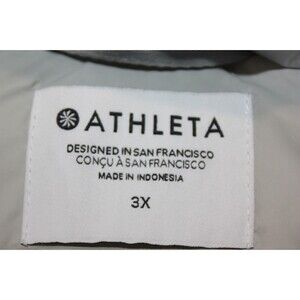 ATHLETA
DESIGNED IN SAN FRANCISCO
CONÇU À SAN FRANCISCO
MADE IN INDONESIA
3X